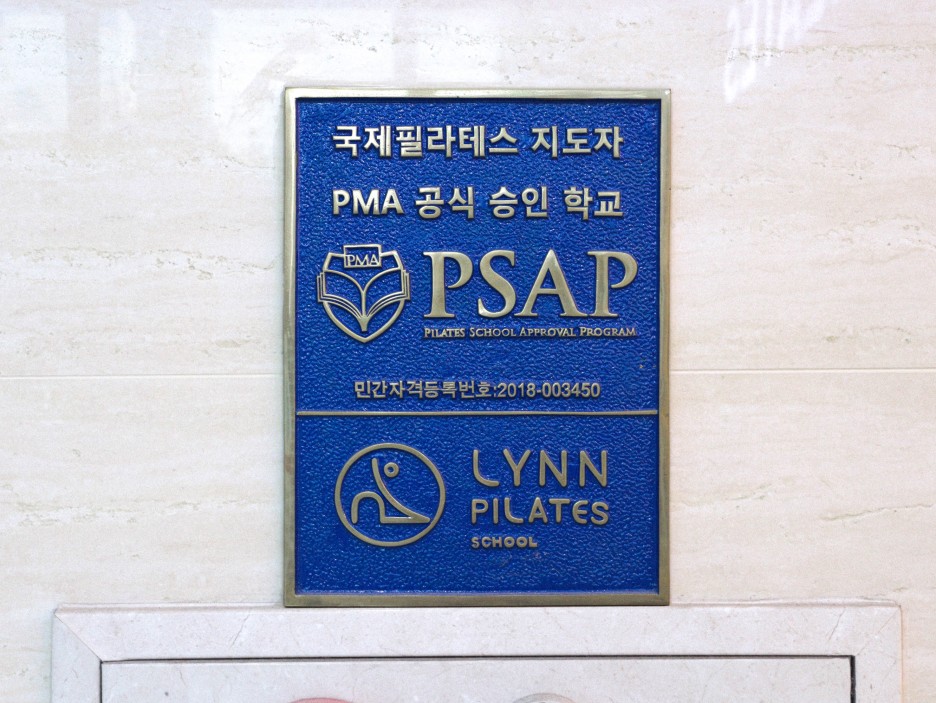 국제필라테스 지도자
PMA 공식 승인 학교
PMA
PSAP
PILATES SCHOOL APPROVAL PROGRAM
민간자격등록번호:2018-003450
LYNN
PILATES
SCHOOL